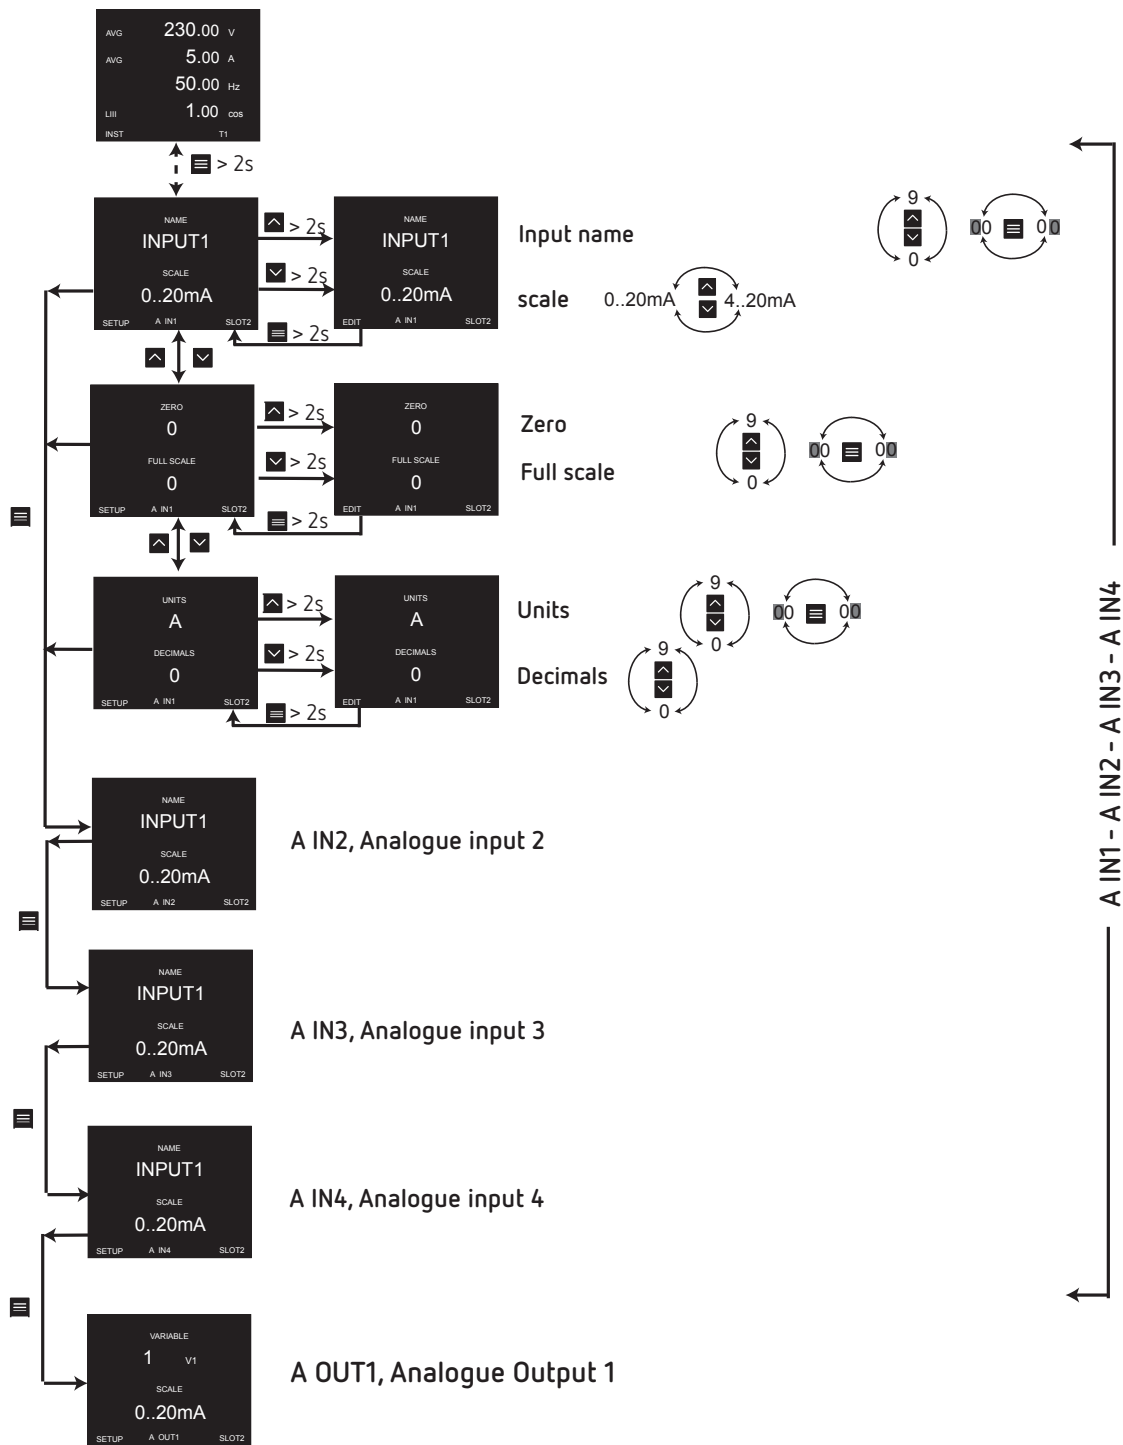 AVG 230.00 V
AVG 5.00 A
50.00 Hz
LIII 1.00 cos
INST T1
> 2s
NAME
INPUT1
SCALE
0..20mA
SETUP A IN1 SLOT2
> 2s
> 2s
> 2s
NAME
INPUT1
SCALE
0..20mA
EDIT A IN1 SLOT2
Input name
9
0
00 00
scale 0..20mA 4..20mA
ZERO
0
FULL SCALE
0
SETUP A IN1 SLOT2
> 2s
> 2s
> 2s
ZERO
0
FULL SCALE
0
EDIT A IN1 SLOT2
Zero
Full scale
9
0
00 00
UNITS
A
DECIMALS
0
SETUP A IN1 SLOT2
> 2s
> 2s
> 2s
UNITS
A
DECIMALS
0
EDIT A IN1 SLOT2
Units
9
0
00 00
Decimals
9
0
A IN1 - A IN2 - A IN3 - A IN4
NAME
INPUT1
SCALE
0..20mA
SETUP A IN2 SLOT2
A IN2, Analogue input 2
NAME
INPUT1
SCALE
0..20mA
SETUP A IN3 SLOT2
A IN3, Analogue input 3
NAME
INPUT1
SCALE
0..20mA
SETUP A IN4 SLOT2
A IN4, Analogue input 4
VARIABLE
1 V1
SCALE
0..20mA
SETUP A OUT1 SLOT2
A OUT1, Analogue Output 1